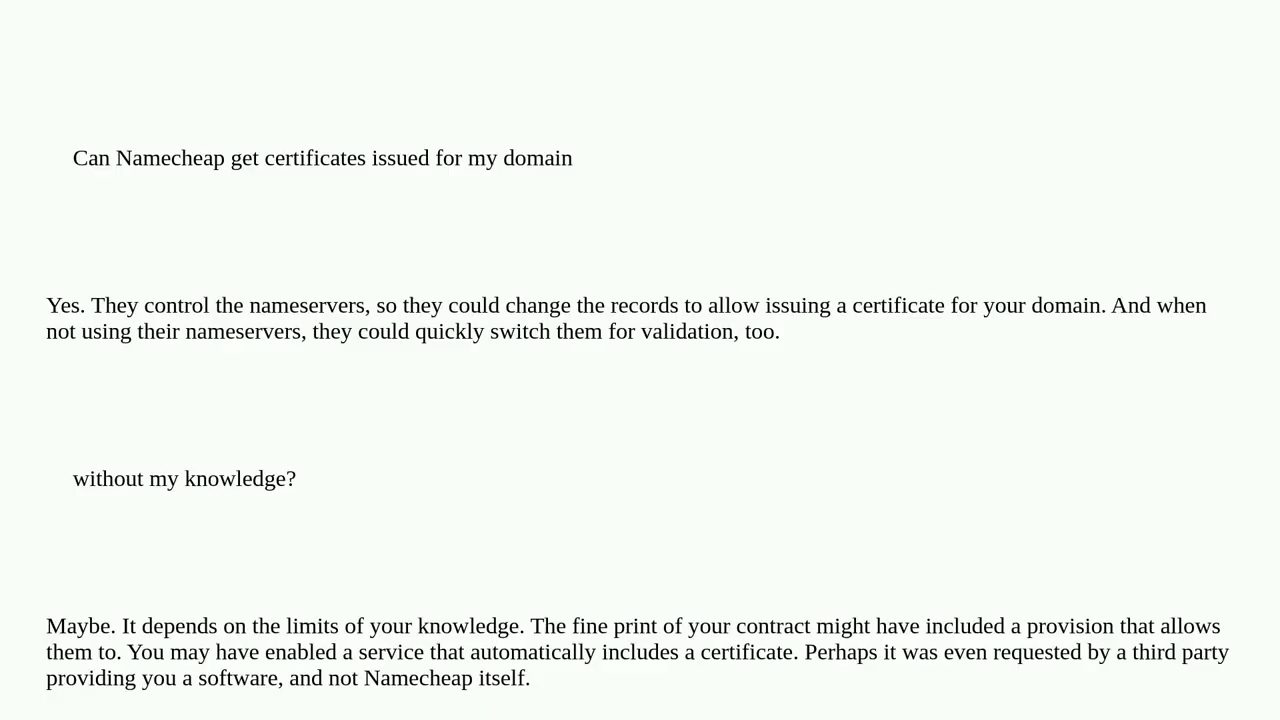 Can Namecheap get certificates issued for my domain
Yes. They control the nameservers, so they could change the records to allow issuing a certificate for your domain. And when
not using their nameservers, they could quickly switch them for validation, too.
without my knowledge?
Maybe. It depends on the limits of your knowledge. The fine print of your contract might have included a provision that allows
them to. You may have enabled a service that automatically includes a certificate. Perhaps it was even requested by a third party
providing you a software, and not Namecheap itself.